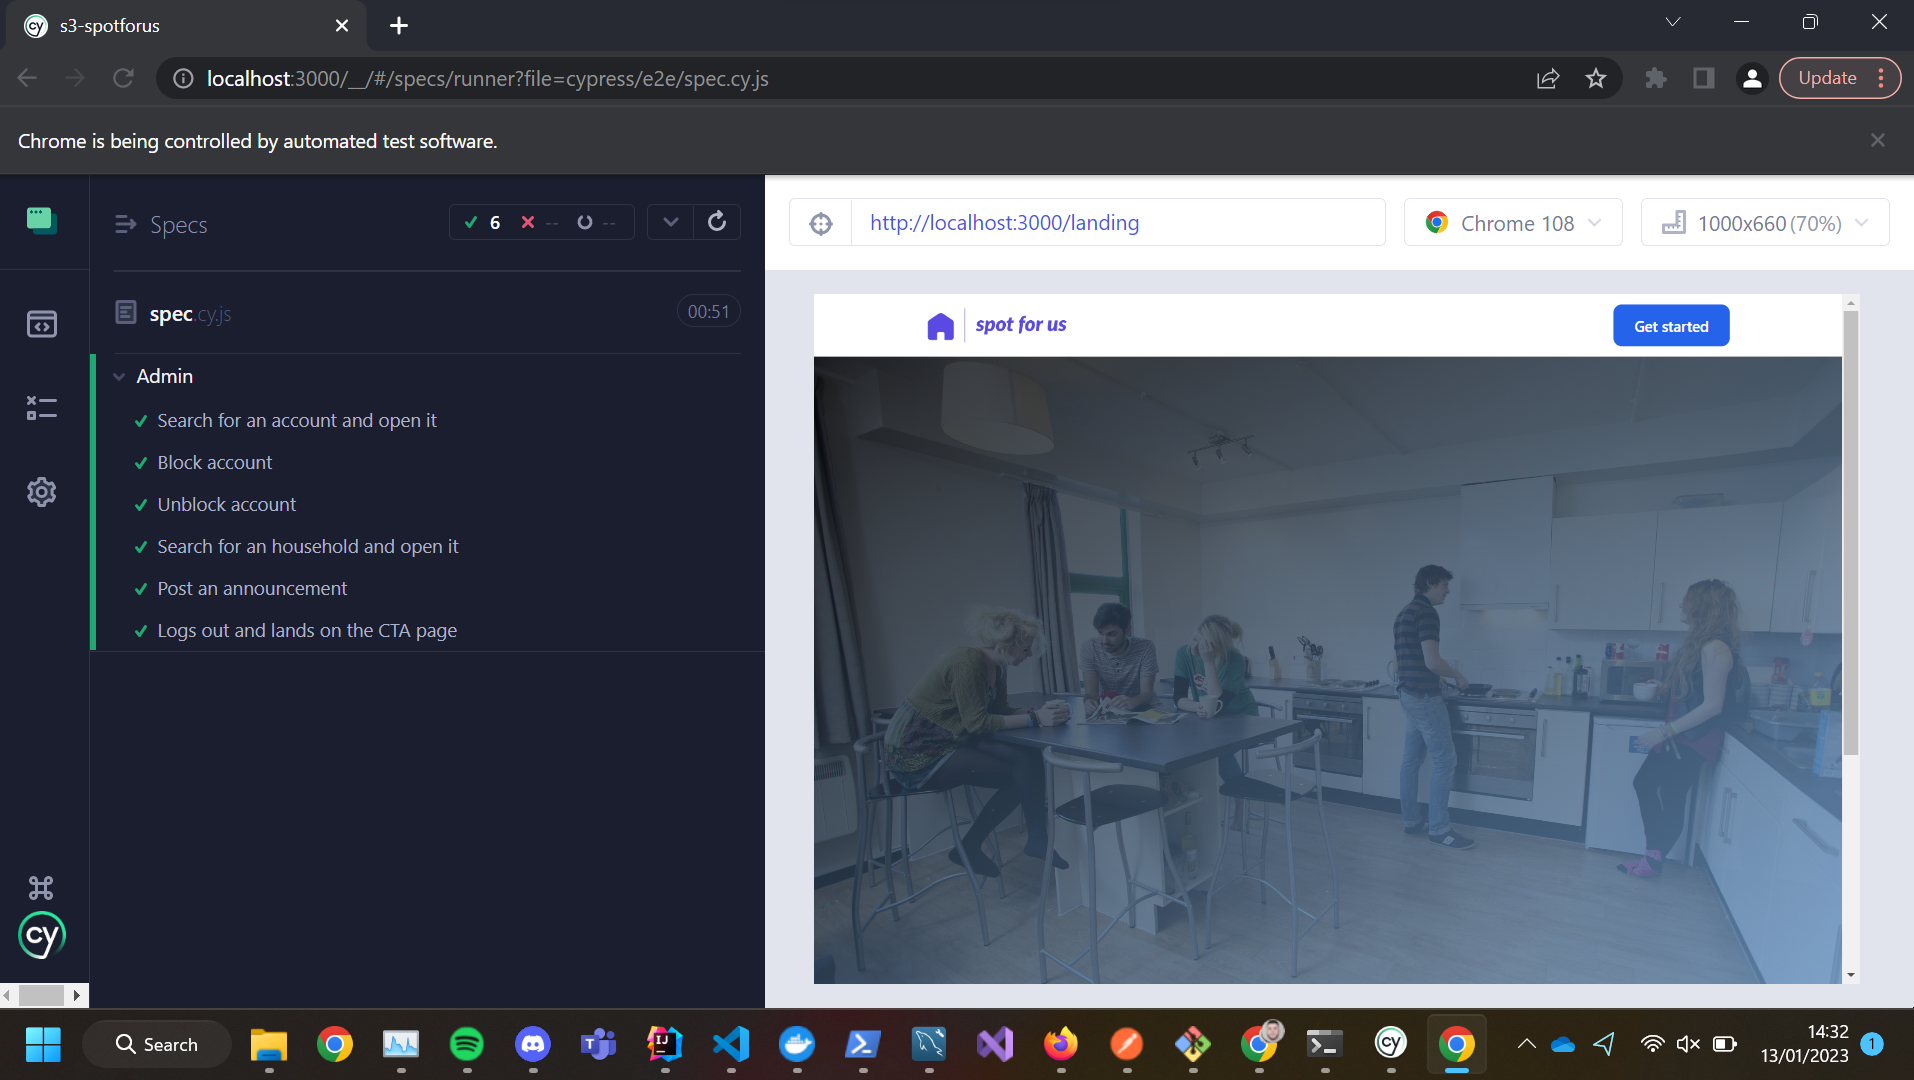 s3-spotforus
localhost:3000/__/#/specs/runner?file=cypress/e2e/spec.cy.js
Update
Chrome is being controlled by automated test software.
Specs
6 -- --
http://localhost:3000/landing
Chrome 108
1000x660 (70%)
spec.cy.js
00:51
spot for us
Get started
Admin
Search for an account and open it
Block account
Unblock account
Search for an household and open it
Post an announcement
Logs out and lands on the CTA page
cy
Search
14:32
13/01/2023
1